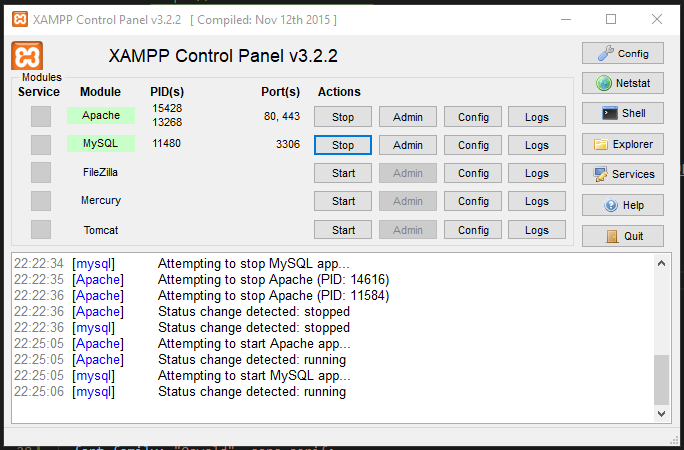 XAMPP Control Panel v3.2.2 [ Compiled: Nov 12th 2015 ]
XAMPP Control Panel v3.2.2
Config
Modules
Service Module PID(s) Port(s) Actions
Netstat
Apache 15428 13268 80, 443 Stop Admin Config Logs
Shell
MySQL 11480 3306 Stop Admin Config Logs
Explorer
FileZilla Start Admin Config Logs
Services
Mercury Start Admin Config Logs
Help
Tomcat Start Admin Config Logs
Quit
22:22:34 [mysql] Attempting to stop MySQL app...
22:22:35 [Apache] Attempting to stop Apache (PID: 14616)
22:22:36 [Apache] Attempting to stop Apache (PID: 11584)
22:22:36 [Apache] Status change detected: stopped
22:22:36 [mysql] Status change detected: stopped
22:25:05 [Apache] Attempting to start Apache app...
22:25:05 [Apache] Status change detected: running
22:25:05 [mysql] Attempting to start MySQL app...
22:25:06 [mysql] Status change detected: running